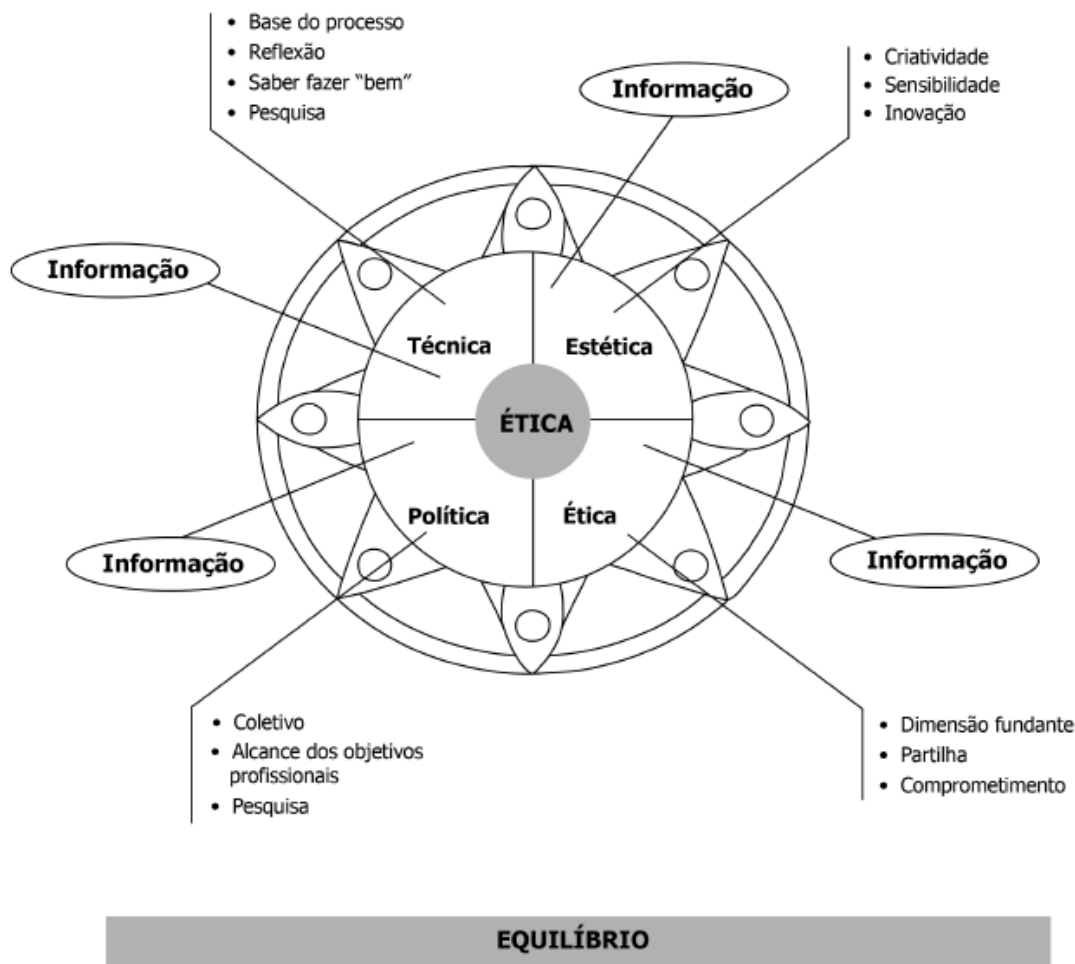 • Base do processo
• Reflexão
• Saber fazer “bem”
• Pesquisa
Informação
• Criatividade
• Sensibilidade
• Inovação
Informação
Técnica
Estética
ÉTICA
Política
Ética
Informação
Informação
• Coletivo
• Alcance dos objetivos
profissionais
• Pesquisa
• Dimensão fundante
• Partilha
• Comprometimento
EQUILÍBRIO